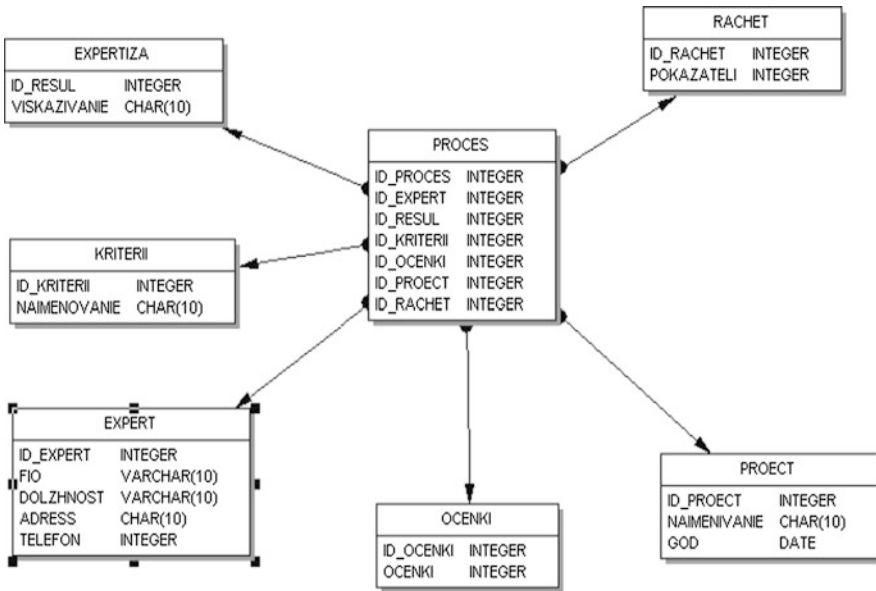 EXPERTIZA
ID_RESUL INTEGER
VISKAZIVANIE CHAR(10)
RACHET
ID_RACHET INTEGER
POKAZATELI INTEGER
PROCES
ID_PROCES INTEGER
ID_EXPERT INTEGER
ID_RESUL INTEGER
ID_KRITERII INTEGER
ID_OCENKI INTEGER
ID_PROECT INTEGER
ID_RACHET INTEGER
KRITERII
ID_KRITERII INTEGER
NAIMENOVANIE CHAR(10)
EXPERT
ID_EXPERT INTEGER
FIO VARCHAR(10)
DOLZHNOST VARCHAR(10)
ADRESS CHAR(10)
TELEFON INTEGER
OCENKI
ID_OCENKI INTEGER
OCENKI INTEGER
PROECT
ID_PROECT INTEGER
NAIMENIVANIE CHAR(10)
GOD DATE